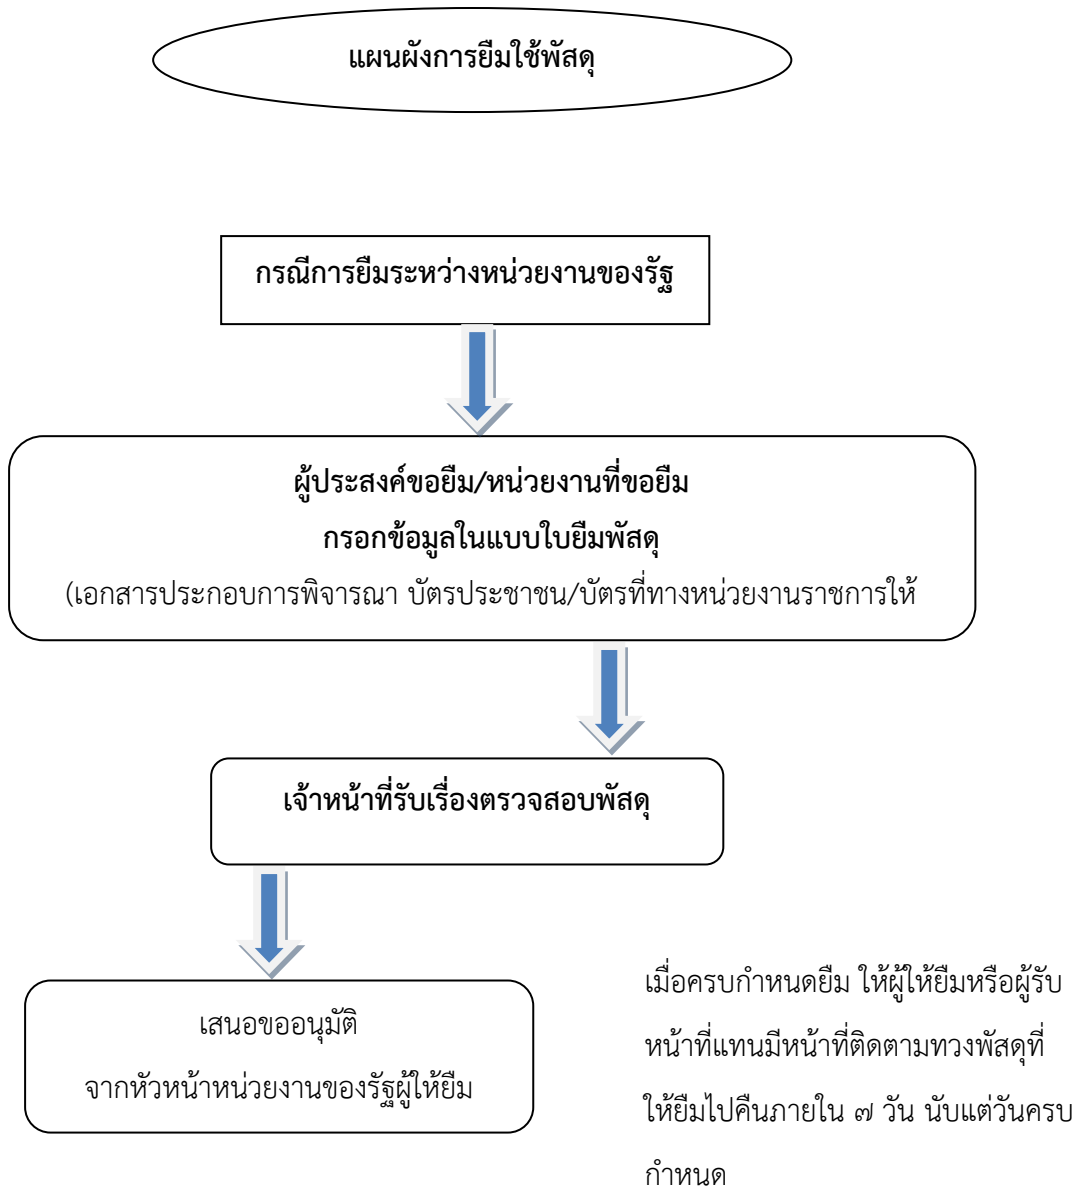 แผนผังการยืมใช้พัสดุ
กรณีการยืมระหว่างหน่วยงานของรัฐ
ผู้ประสงค์ขอยืม/หน่วยงานที่ขอยืม
กรอกข้อมูลในแบบใบยืมพัสดุ
(เอกสารประกอบการพิจารณา บัตรประชาชน/บัตรที่ทางหน่วยงานราชการให้
เจ้าหน้าที่รับเรื่องตรวจสอบพัสดุ
เสนอขออนุมัติ
จากหัวหน้าหน่วยงานของรัฐผู้ให้ยืม
เมื่อครบกำหนดยืม ให้ผู้ให้ยืมหรือผู้รับ
หน้าที่แทนมีหน้าที่ติดตามทวงพัสดุที่
ให้ยืมไปคืนภายใน ๗ วัน นับแต่วันครบ
กำหนด